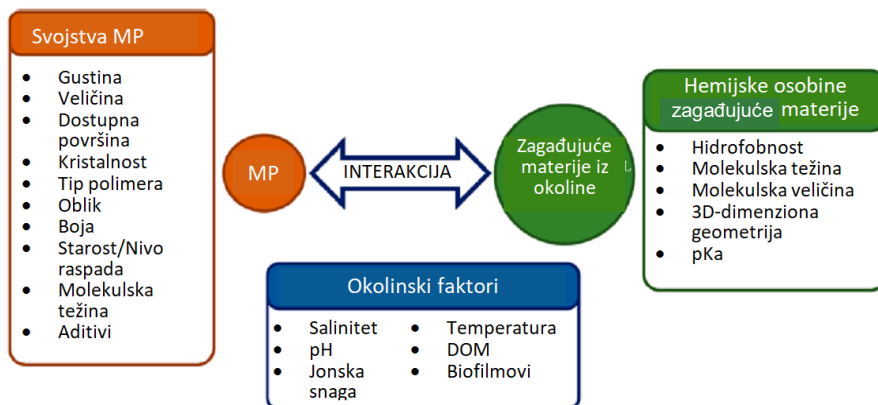 Svojstva MP
Gustina
Veličina
Dostupna
površina
Kristalnost
Tip polimera
Oblik
Boja
Starost/Nivo
raspada
Molekulska
težina
Aditivi
MP
INTERAKCIJA
Zagađujuće
materije iz
okoline
Hemijske osobine
zagađujuće materije
Hidrofobnost
Molekulska težina
Molekulska veličina
3D-dimenziona
geometrija
pKa
Okolinski faktori
Salinitet
pH
Jonska
snaga
Temperatura
DOM
Biofilmovi